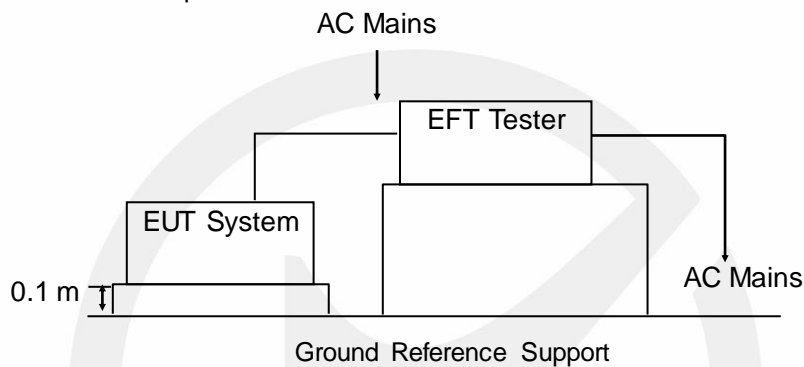 AC Mains
EFT Tester
EUT System
0.1 m
AC Mains
Ground Reference Support